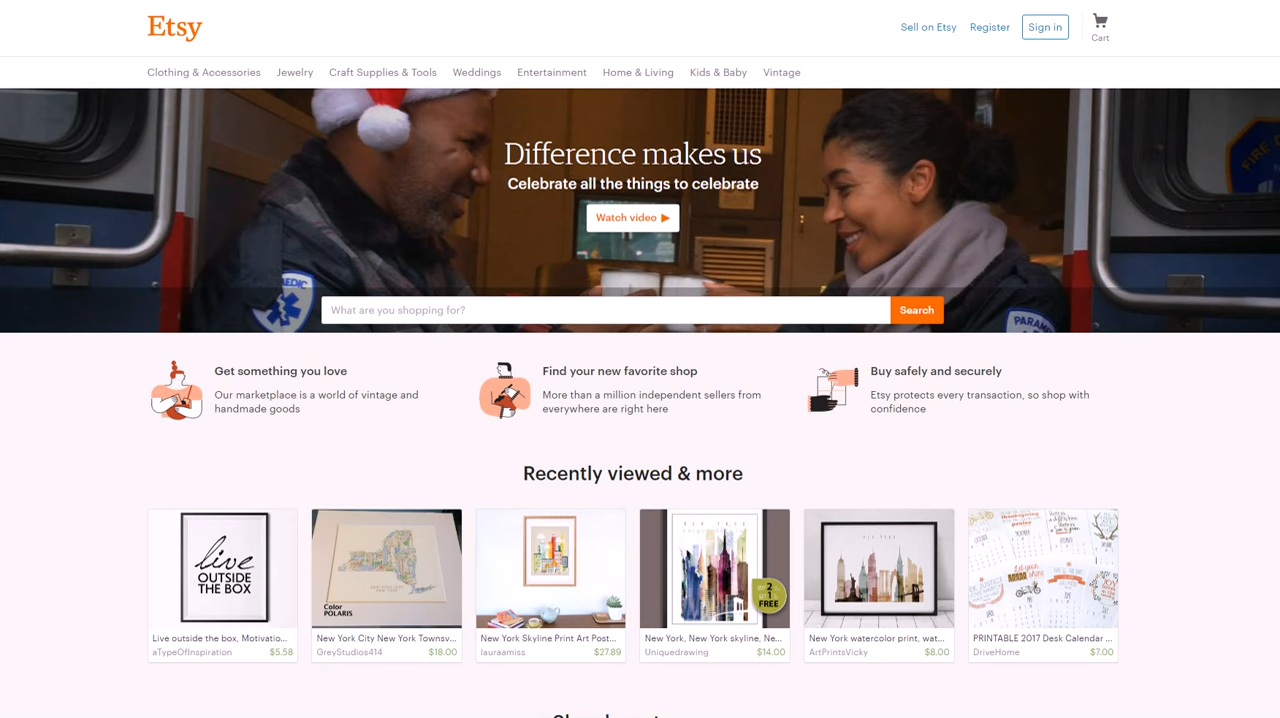 Etsy
Sell on Etsy
Register
Sign in
Cart
Clothing & Accessories
Jewelry
Craft Supplies & Tools
Weddings
Entertainment
Home & Living
Kids & Baby
Vintage
Difference makes us
Celebrate all the things to celebrate
Watch video
What are you shopping for?
Search
Get something you love
Our marketplace is a world of vintage and
handmade goods
Find your new favorite shop
More than a million independent sellers from
everywhere are right here
Buy safely and securely
Etsy protects every transaction, so shop with
confidence
Recently viewed & more
live
OUTSIDE
THE BOX
Color
POLARIS
2
FREE
Live outside the box, Motivatio...
aTypeOfInspiration
$5.58
New York City New York Townsv...
GreyStudios414
$18.00
New York Skyline Print Art Post...
lauraamiss
$27.89
New York, New York skyline, Ne...
Uniquedrawing
$14.00
New York watercolor print, wat...
ArtPrintsVicky
$8.00
PRINTABLE 2017 Desk Calendar ...
DriveHome
$7.00